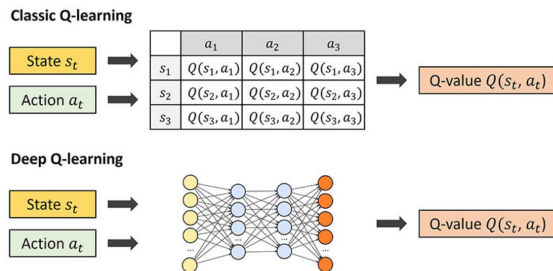 Classic Q-learning
a₁ a₂ a₃
State sₜ
s₁ Q(s₁, a₁) Q(s₁, a₂) Q(s₁, a₃)
s₂ Q(s₂, a₁) Q(s₂, a₂) Q(s₂, a₃)
Q-value Q(sₜ, aₜ)
Action aₜ
s₃ Q(s₃, a₁) Q(s₃, a₂) Q(s₃, a₃)
Deep Q-learning
State sₜ
Action aₜ
... ... ... ...
Q-value Q(sₜ, aₜ)